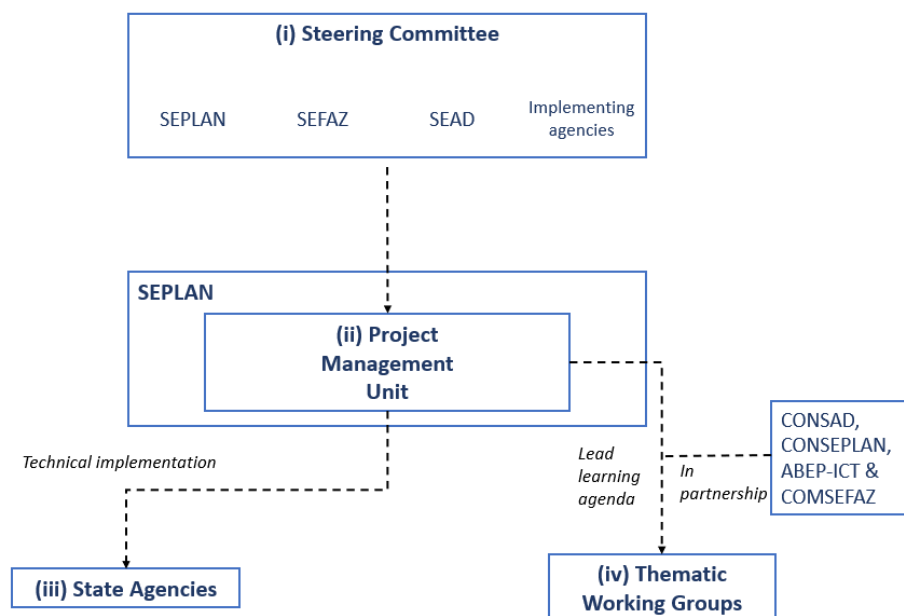 (i) Steering Committee
SEPLAN
SEFAZ
SEAD
Implementing
agencies
SEPLAN
(ii) Project
Management
Unit
Technical implementation
Lead
learning
agenda
In
partnership
CONSAD,
CONSEPLAN,
ABEP-ICT &
COMSEFAZ
(iii) State Agencies
(iv) Thematic
Working Groups